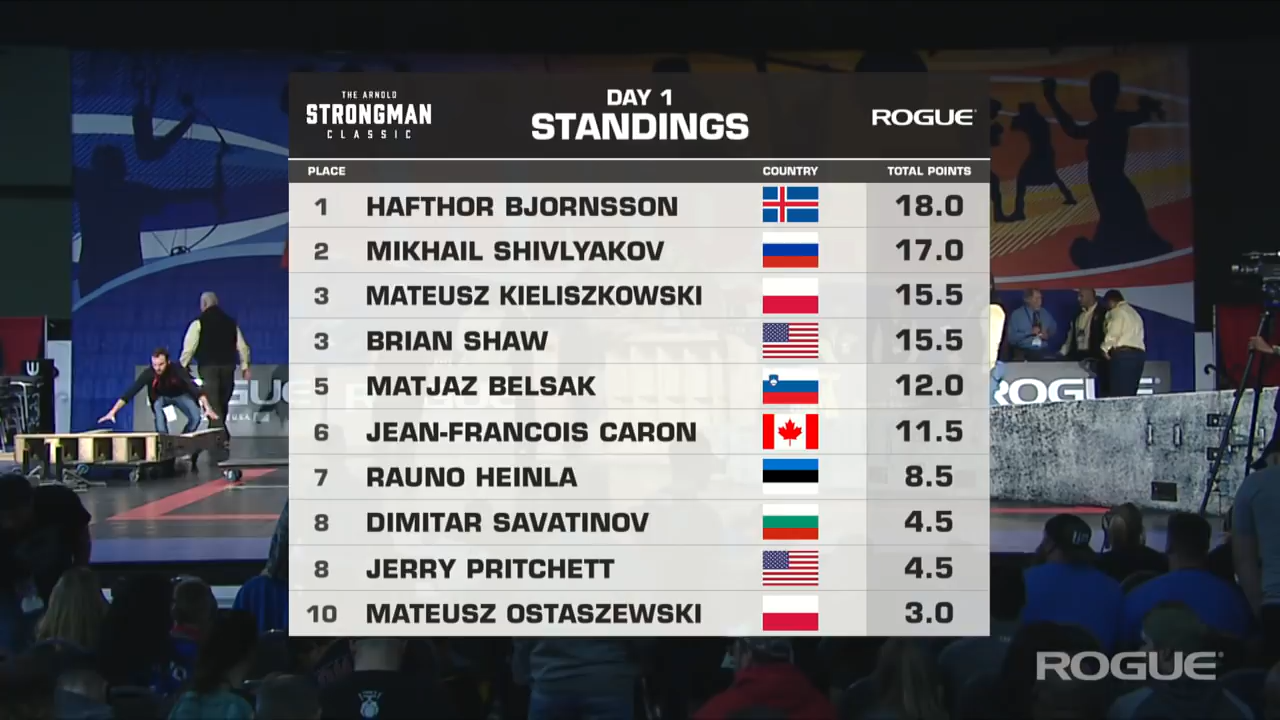 THE ARNOLD
STRONGMAN
CLASSIC
DAY 1
STANDINGS
ROGUE
PLACE COUNTRY TOTAL POINTS
1 HAFTHOR BJORNSSON 18.0
2 MIKHAIL SHIVLYAKOV 17.0
3 MATEUSZ KIELISZKOWSKI 15.5
3 BRIAN SHAW 15.5
5 MATJAZ BELSAK 12.0
6 JEAN-FRANCOIS CARON 11.5
7 RAUNO HEINLA 8.5
8 DIMITAR SAVATINOV 4.5
8 JERRY PRITCHETT 4.5
10 MATEUSZ OSTASZEWSKI 3.0
ROGUE
ROGUE
ROGUE